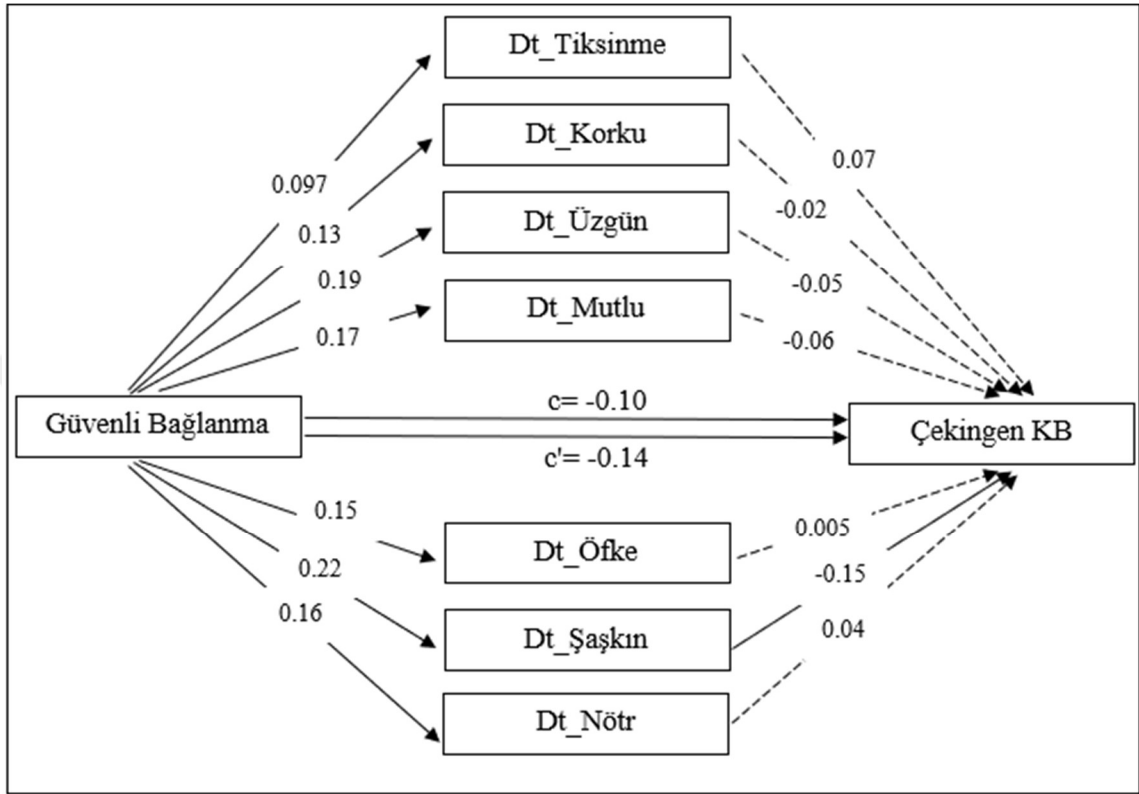 Dt_Tiksinme
0.097
0.07
Dt_Korku
0.13
-0.02
Dt_Üzgün
0.19
-0.05
Dt_Mutlu
0.17
-0.06
Güvenli Bağlanma
c= -0.10
c'= -0.14
Çekingen KB
0.15
Dt_Öfke
0.005
0.22
Dt_Şaşkın
-0.15
0.16
Dt_Nötr
0.04